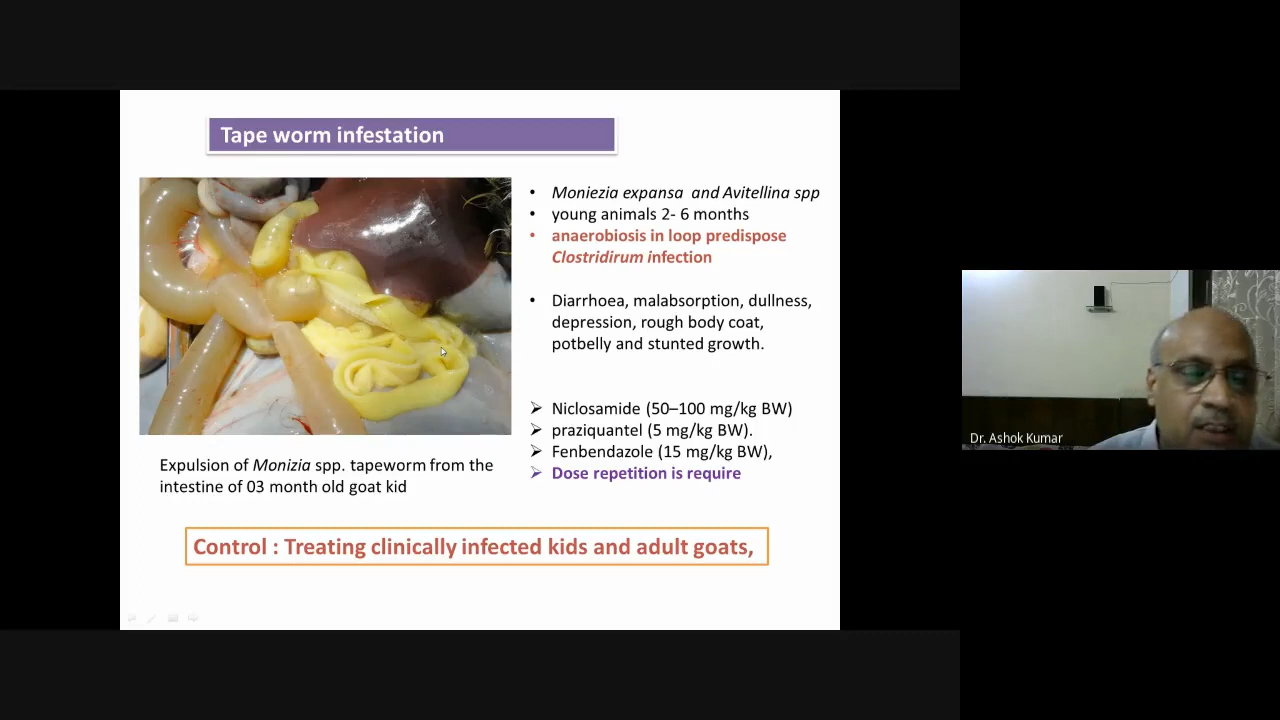 Tape worm infestation
• Moniezia expansa and Avitellina spp
• young animals 2- 6 months
• anaerobiosis in loop predispose
Clostridirum infection
• Diarrhoea, malabsorption, dullness,
depression, rough body coat,
potbelly and stunted growth.
➢ Niclosamide (50–100 mg/kg BW)
➢ praziquantel (5 mg/kg BW).
➢ Fenbendazole (15 mg/kg BW),
➢ Dose repetition is require
Expulsion of Monizia spp. tapeworm from the
intestine of 03 month old goat kid
Control : Treating clinically infected kids and adult goats,
Dr. Ashok Kumar